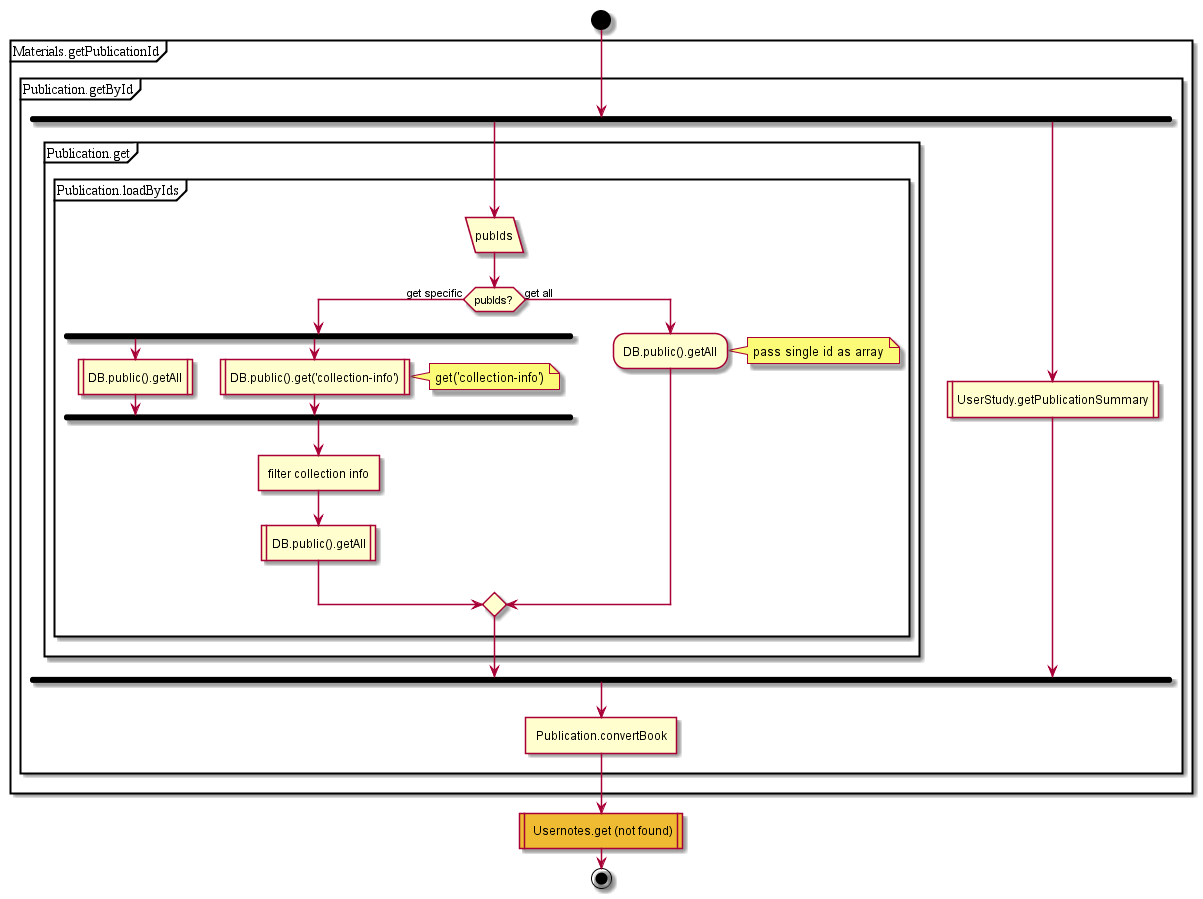 Materials.getPublicationId
Publication.getById
Publication.get
Publication.loadByIds
pubIds
get specific
pubIds?
get all
DB.public().getAll
DB.public().get('collection-info')
get('collection-info')
DB.public().getAll
pass single id as array
UserStudy.getPublicationSummary
filter collection info
DB.public().getAll
Publication.convertBook
Usernotes.get (not found)